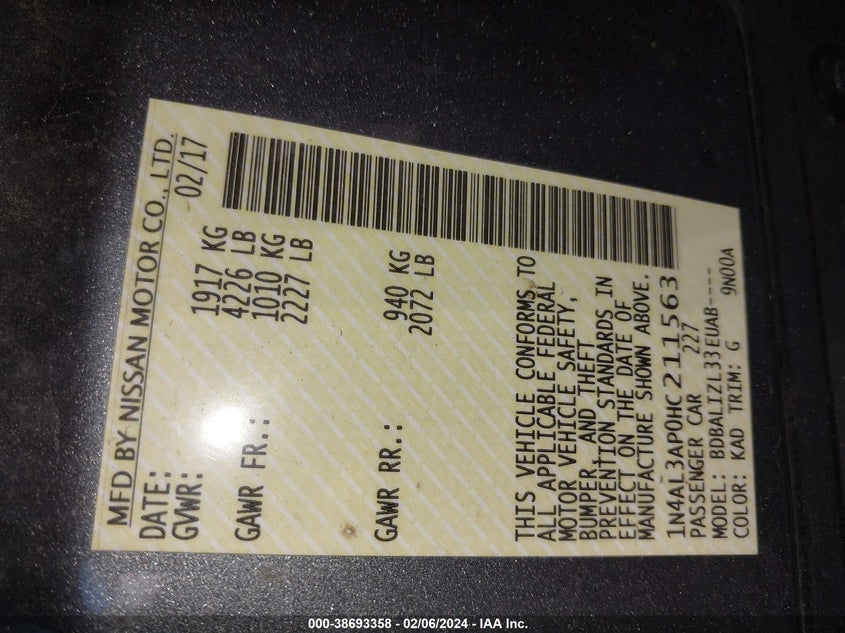 MFD BY NISSAN MOTOR CO., LTD.
DATE: 02/17
GVWR: 1917 KG
4226 LB
GAWR FR.: 1010 KG
2227 LB
GAWR RR.: 940 KG
2072 LB
THIS VEHICLE CONFORMS TO
ALL APPLICABLE FEDERAL
MOTOR VEHICLE SAFETY,
BUMPER, AND THEFT
PREVENTION STANDARDS IN
EFFECT ON THE DATE OF
MANUFACTURE SHOWN ABOVE.
1N4AL3AP0HC211563
PASSENGER CAR 227
MODEL: BDBALIZL33EUAB----
COLOR: KAD TRIM: G 9N00A
000-38693358 - 02/06/2024 - IAA Inc.